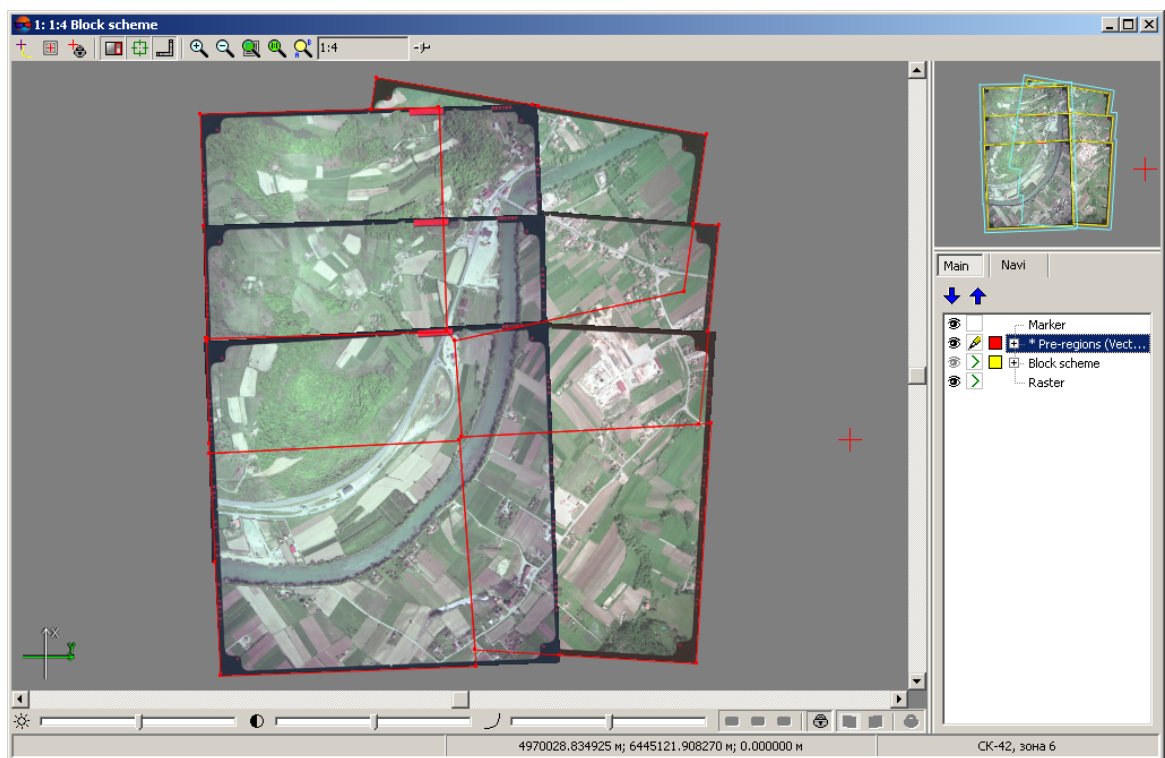 1: 1:4 Block scheme
1:4
Main
Navi
Marker
* Pre-regions (Vect...
Block scheme
Raster
X
Y
4970028.834925 м; 6445121.908270 м; 0.000000 м
СК-42, зона 6